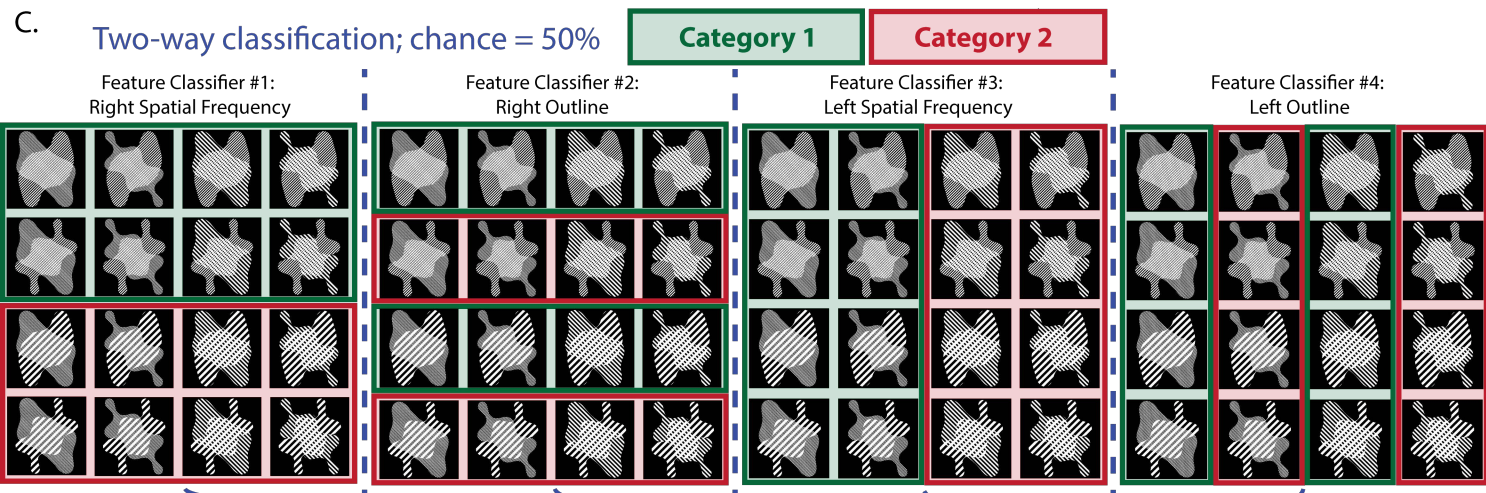 C.
Two-way classification; chance = 50%
Category 1
Category 2
Feature Classifier #1:
Right Spatial Frequency
Feature Classifier #2:
Right Outline
Feature Classifier #3:
Left Spatial Frequency
Feature Classifier #4:
Left Outline